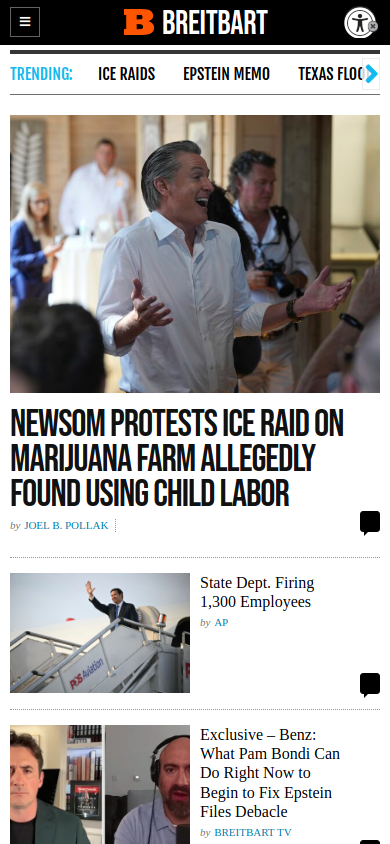 BREITBART
TRENDING:
ICE RAIDS
EPSTEIN MEMO
TEXAS FLOO
NEWSOM PROTESTS ICE RAID ON
MARIJUANA FARM ALLEGEDLY
FOUND USING CHILD LABOR
by JOEL B. POLLAK
State Dept. Firing
1,300 Employees
by AP
ROS Aviation
Exclusive – Benz:
What Pam Bondi Can
Do Right Now to
Begin to Fix Epstein
Files Debacle
by BREITBART TV